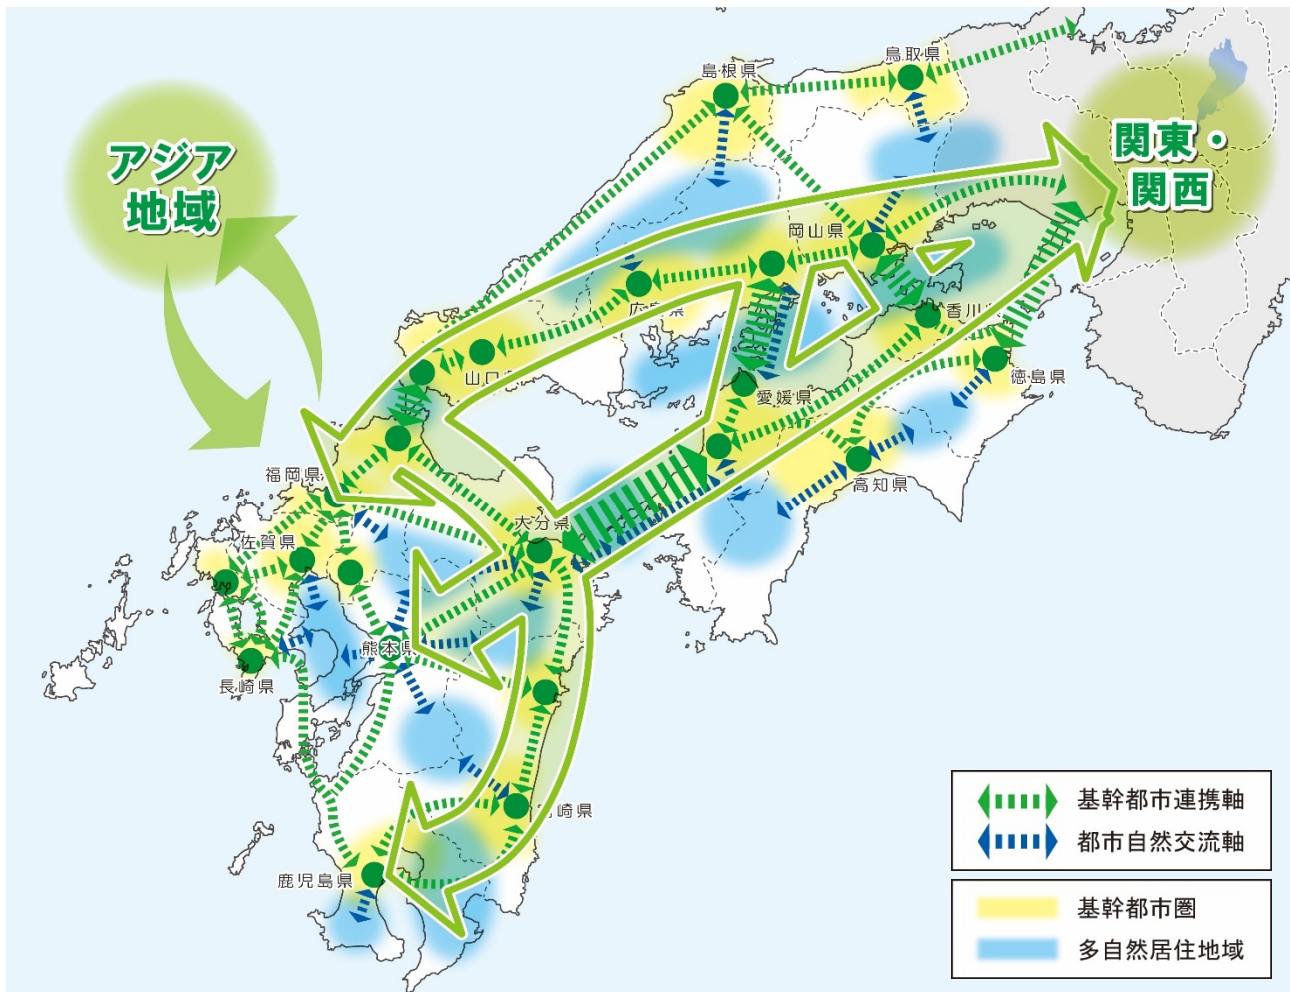 島根県
鳥取県
アジア
地域
関東・
関西
岡山県
広島県
香川
山口
徳島県
愛媛県
福岡県
高知県
大分県
佐賀県
熊本県
長崎県
宮崎県
鹿児島県
基幹都市連携軸
都市自然交流軸
基幹都市圏
多自然居住地域